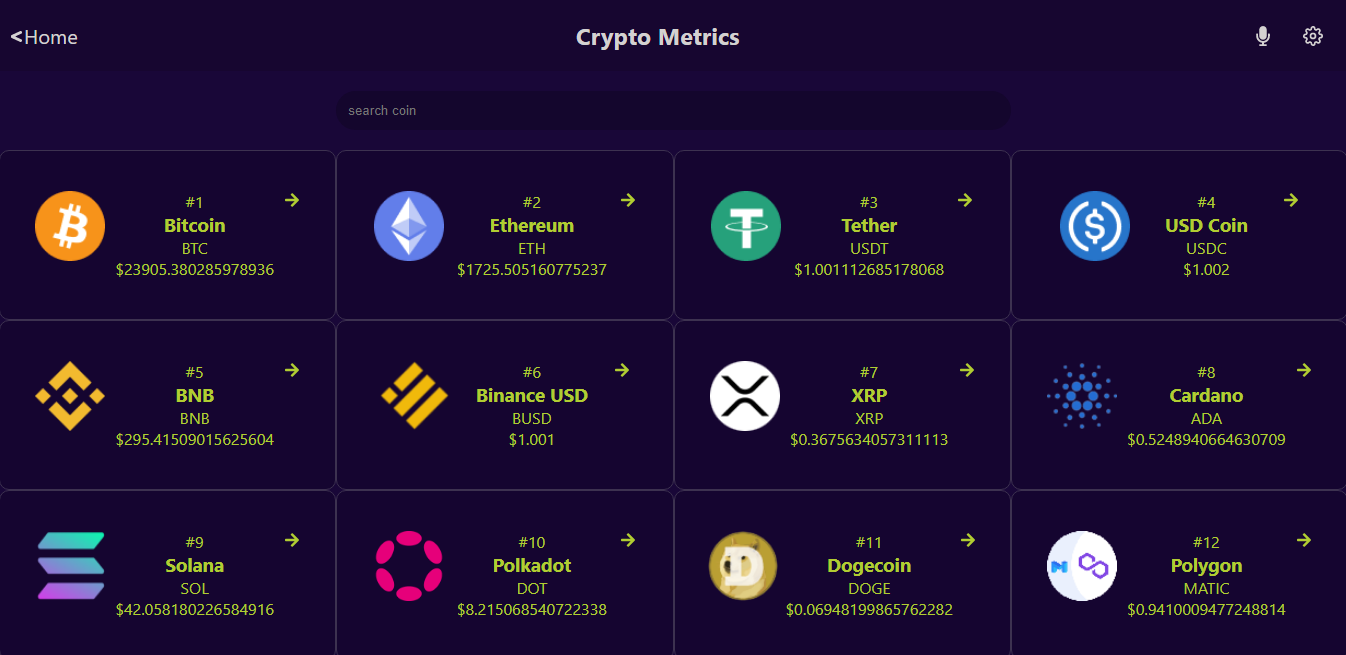 <Home
Crypto Metrics
search coin
#1
Bitcoin
BTC
$23905.380285978936
#2
Ethereum
ETH
$1725.505160775237
#3
Tether
USDT
$1.001112685178068
#4
USD Coin
USDC
$1.002
#5
BNB
BNB
$295.41509015625604
#6
Binance USD
BUSD
$1.001
#7
XRP
XRP
$0.3675634057311113
#8
Cardano
ADA
$0.5248940664630709
#9
Solana
SOL
$42.058180226584916
#10
Polkadot
DOT
$8.215068540722338
#11
Dogecoin
DOGE
$0.06948199865762282
#12
Polygon
MATIC
$0.9410009477248814